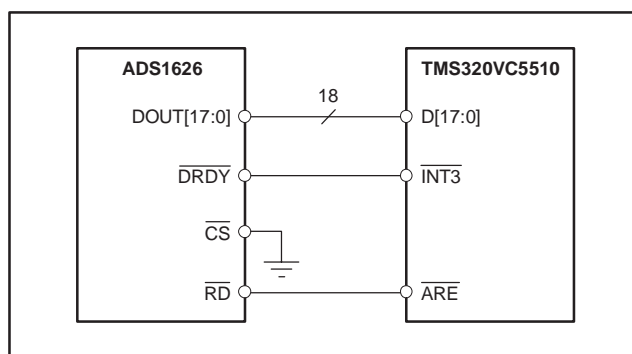 ADS1626 TMS320VC5510
18
DOUT[17:0] D[17:0]
DRDY INT3
CS
RD ARE